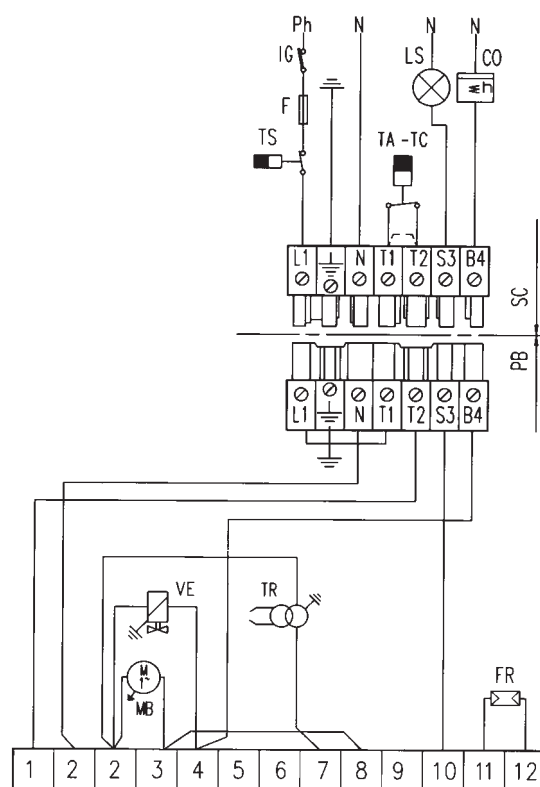 Ph N N N
IG LS CO
F
TS TA -TC
L1 N T1 T2 S3 B4
SC
PB
L1 N T1 T2 S3 B4
VE TR
M
1~
MB
FR
1 2 2 3 4 5 6 7 8 9 10 11 12